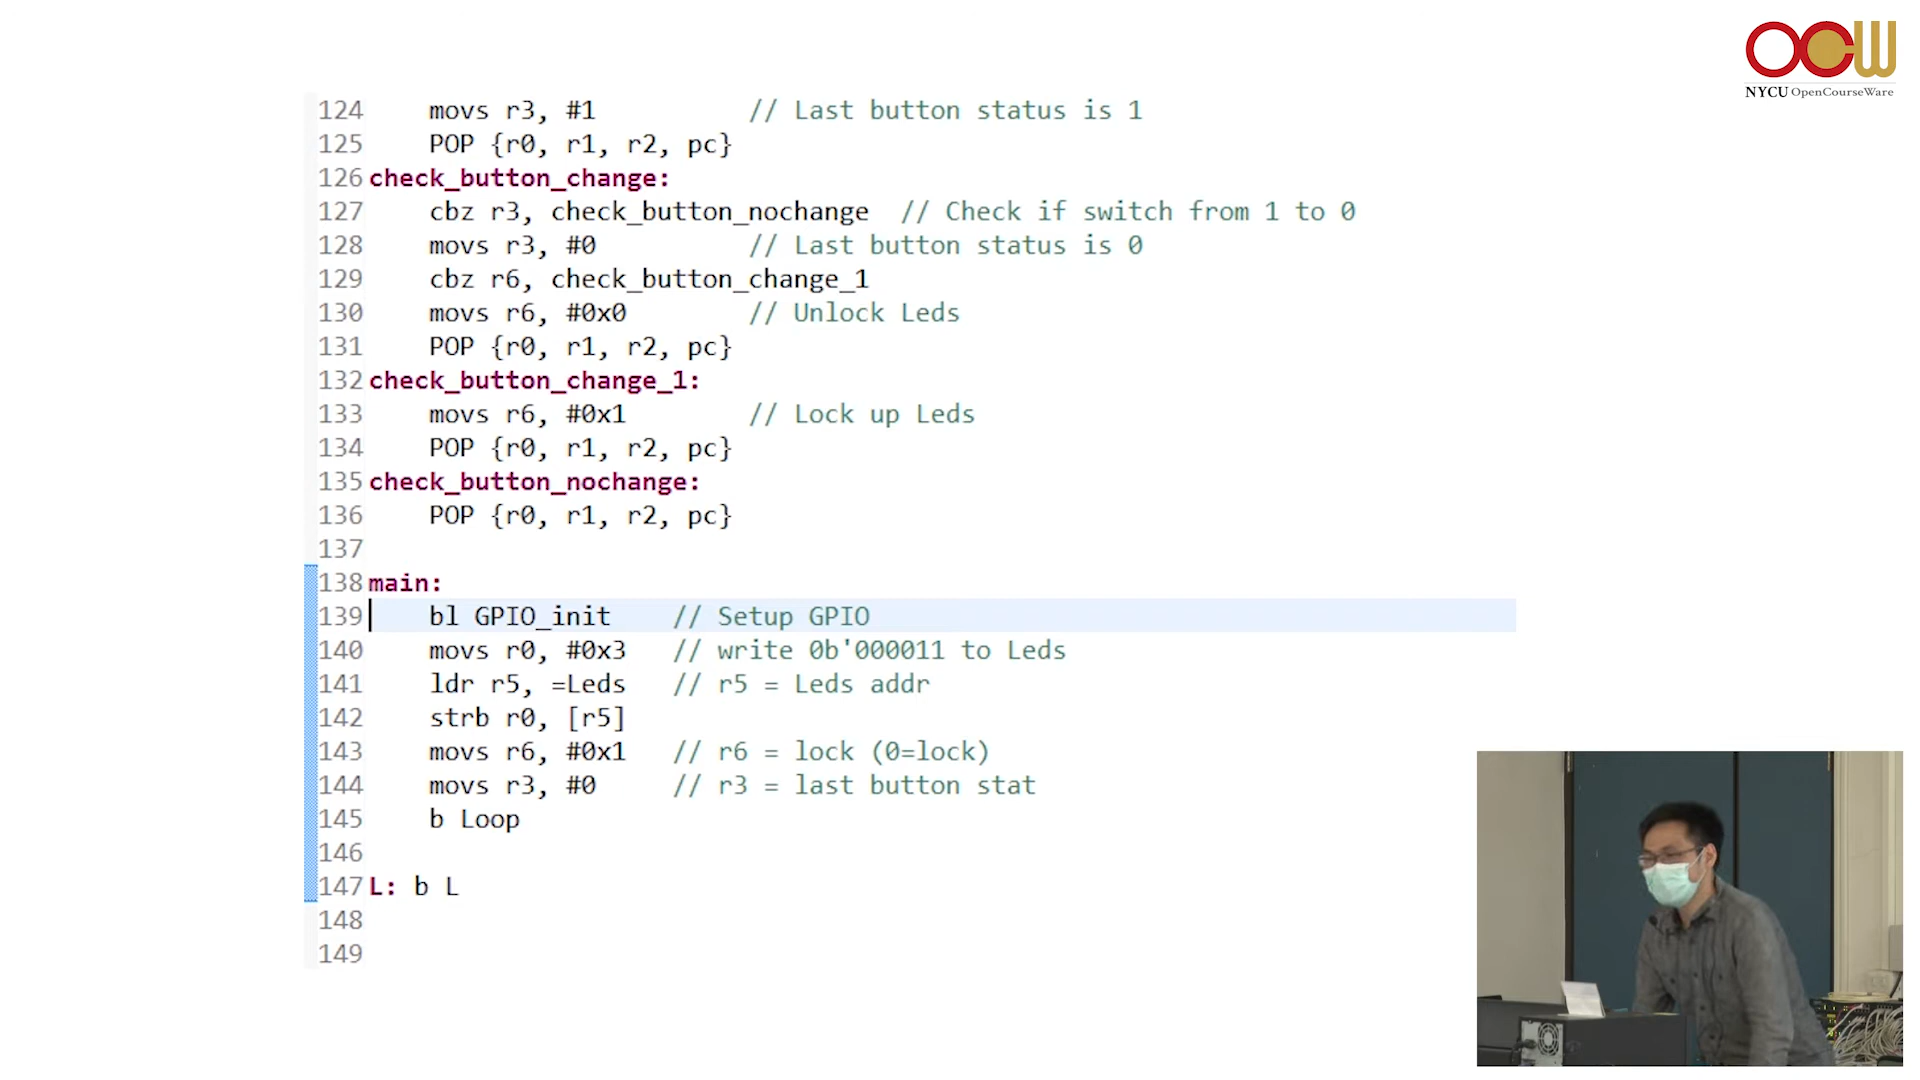 OCW
NYCU OpenCourseWare
124 movs r3, #1 // Last button status is 1
125 POP {r0, r1, r2, pc}
126 check_button_change:
127 cbz r3, check_button_nochange // Check if switch from 1 to 0
128 movs r3, #0 // Last button status is 0
129 cbz r6, check_button_change_1
130 movs r6, #0x0 // Unlock Leds
131 POP {r0, r1, r2, pc}
132 check_button_change_1:
133 movs r6, #0x1 // Lock up Leds
134 POP {r0, r1, r2, pc}
135 check_button_nochange:
136 POP {r0, r1, r2, pc}
137
138 main:
139 bl GPIO_init // Setup GPIO
140 movs r0, #0x3 // write 0b'000011 to Leds
141 ldr r5, =Leds // r5 = Leds addr
142 strb r0, [r5]
143 movs r6, #0x1 // r6 = lock (0=lock)
144 movs r3, #0 // r3 = last button stat
145 b Loop
146
147 L: b L
148
149